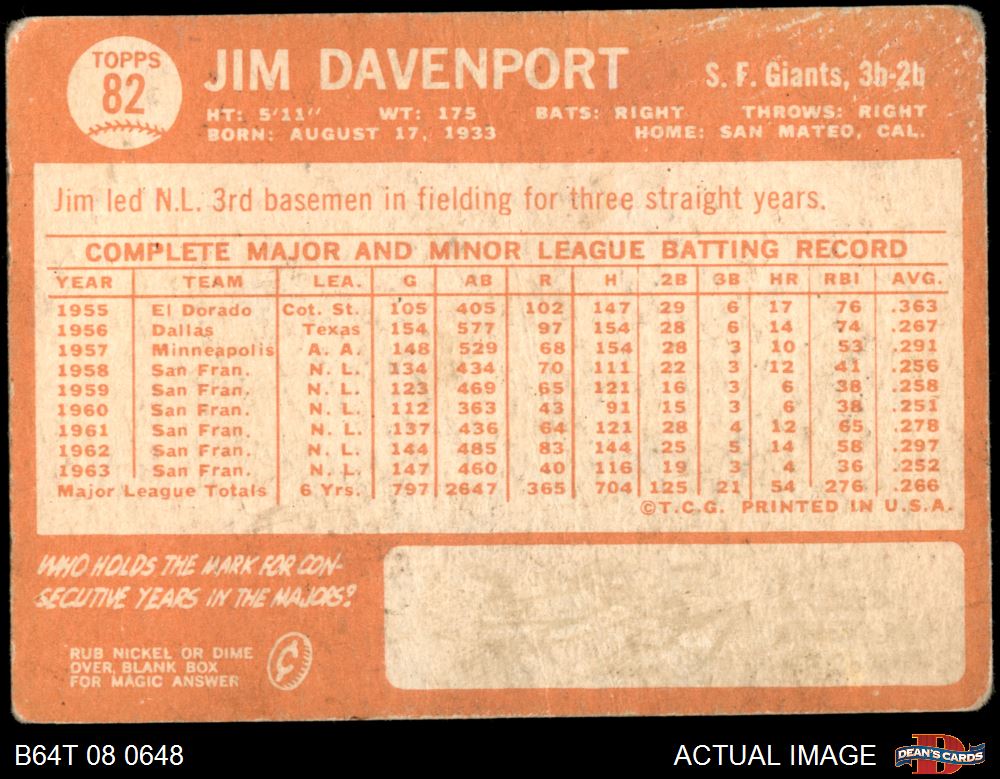 TOPPS
82
JIM DAVENPORT
S. F. Giants, 3b-2b
HT: 5'11" WT: 175 BATS: RIGHT THROWS: RIGHT
BORN: AUGUST 17, 1933 HOME: SAN MATEO, CAL.
Jim led N.L. 3rd basemen in fielding for three straight years.
COMPLETE MAJOR AND MINOR LEAGUE BATTING RECORD
YEAR TEAM LEA. G AB R H 2B 3B HR RBI AVG.
1955 El Dorado Cot. St. 105 405 102 147 29 6 17 76 .363
1956 Dallas Texas 154 577 97 154 28 6 14 74 .267
1957 Minneapolis A. A. 148 529 68 154 28 3 10 53 .291
1958 San Fran. N. L. 134 434 70 111 22 3 12 41 .256
1959 San Fran. N. L. 123 469 65 121 16 3 6 38 .258
1960 San Fran. N. L. 112 363 43 91 15 3 6 38 .251
1961 San Fran. N. L. 137 436 64 121 28 4 12 65 .278
1962 San Fran. N. L. 144 485 83 144 25 5 14 58 .297
1963 San Fran. N. L. 147 460 40 116 19 3 4 36 .252
Major League Totals 6 Yrs. 797 2647 365 704 125 21 54 276 .266
©T.C.G. PRINTED IN U.S.A.
WHO HOLDS THE MARK FOR CON-
SECUTIVE YEARS IN THE MAJORS?
RUB NICKEL OR DIME
OVER BLANK BOX
FOR MAGIC ANSWER
¢
B64T 08 0648
ACTUAL IMAGE
DEAN'S CARDS